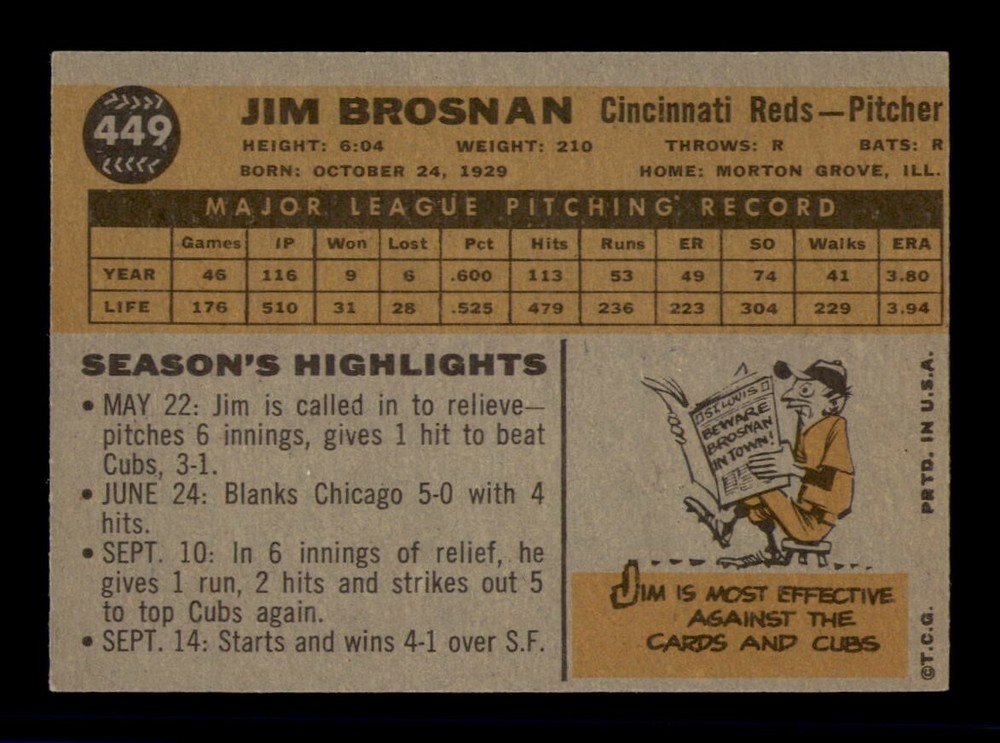 449
JIM BROSNAN Cincinnati Reds—Pitcher
HEIGHT: 6:04 WEIGHT: 210 THROWS: R BATS: R
BORN: OCTOBER 24, 1929 HOME: MORTON GROVE, ILL.
MAJOR LEAGUE PITCHING RECORD
Games IP Won Lost Pct Hits Runs ER SO Walks ERA
YEAR 46 116 9 6 .600 113 53 49 74 41 3.80
LIFE 176 510 31 28 .525 479 236 223 304 229 3.94
SEASON'S HIGHLIGHTS
• MAY 22: Jim is called in to relieve—
pitches 6 innings, gives 1 hit to beat
Cubs, 3-1.
• JUNE 24: Blanks Chicago 5-0 with 4
hits.
• SEPT. 10: In 6 innings of relief, he
gives 1 run, 2 hits and strikes out 5
to top Cubs again.
• SEPT. 14: Starts and wins 4-1 over S.F.
ST. LOUIS
BEWARE
BROSNAN
IN TOWN!
JIM IS MOST EFFECTIVE
AGAINST THE
CARDS AND CUBS
©T.C.G. PRTD. IN U.S.A.